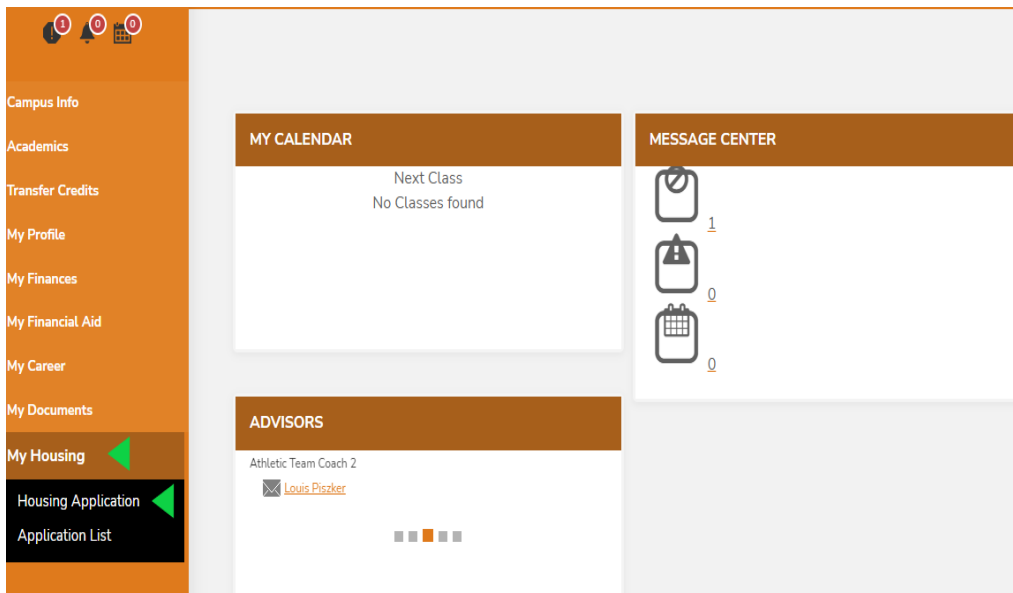 1 0 0
Campus Info
Academics
Transfer Credits
My Profile
My Finances
My Financial Aid
My Career
My Documents
My Housing
Housing Application
Application List
MY CALENDAR
Next Class
No Classes found
MESSAGE CENTER
1
0
0
ADVISORS
Athletic Team Coach 2
Louis Piszker